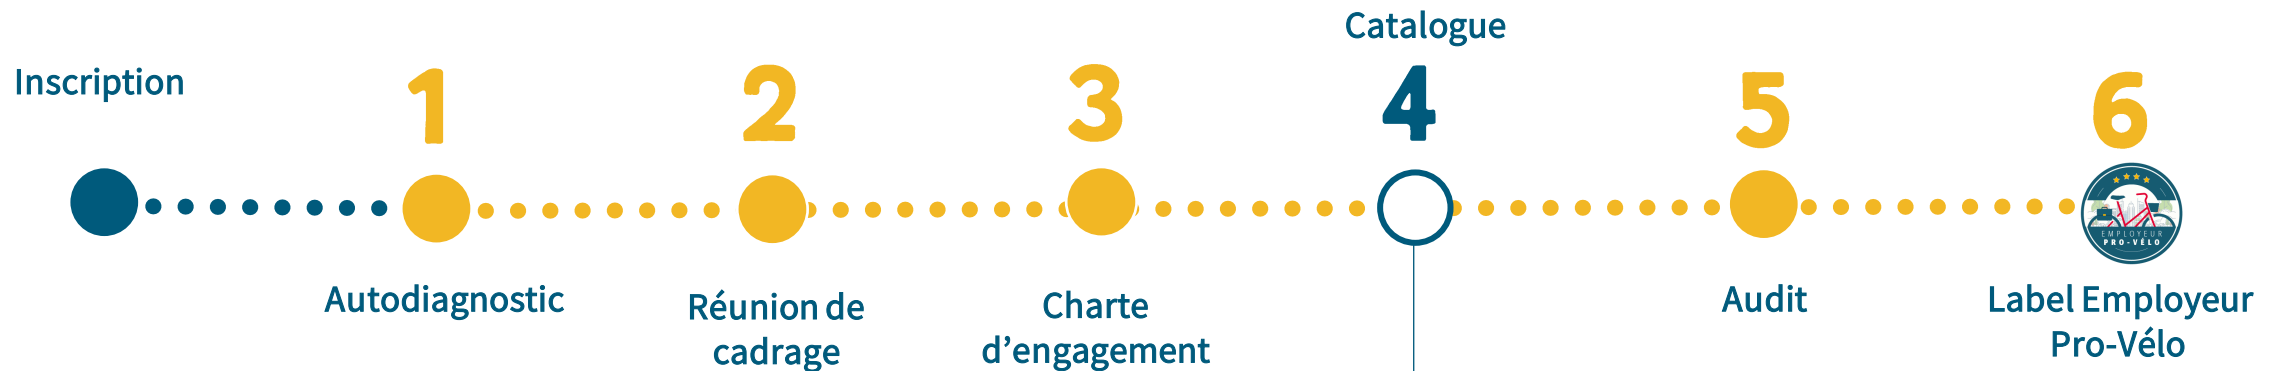 Catalogue
Inscription
1
2
3
4
5
6
EMPLOYEUR
PRO-VÉLO
Autodiagnostic
Réunion de
cadrage
Charte
d'engagement
Audit
Label Employeur
Pro-Vélo